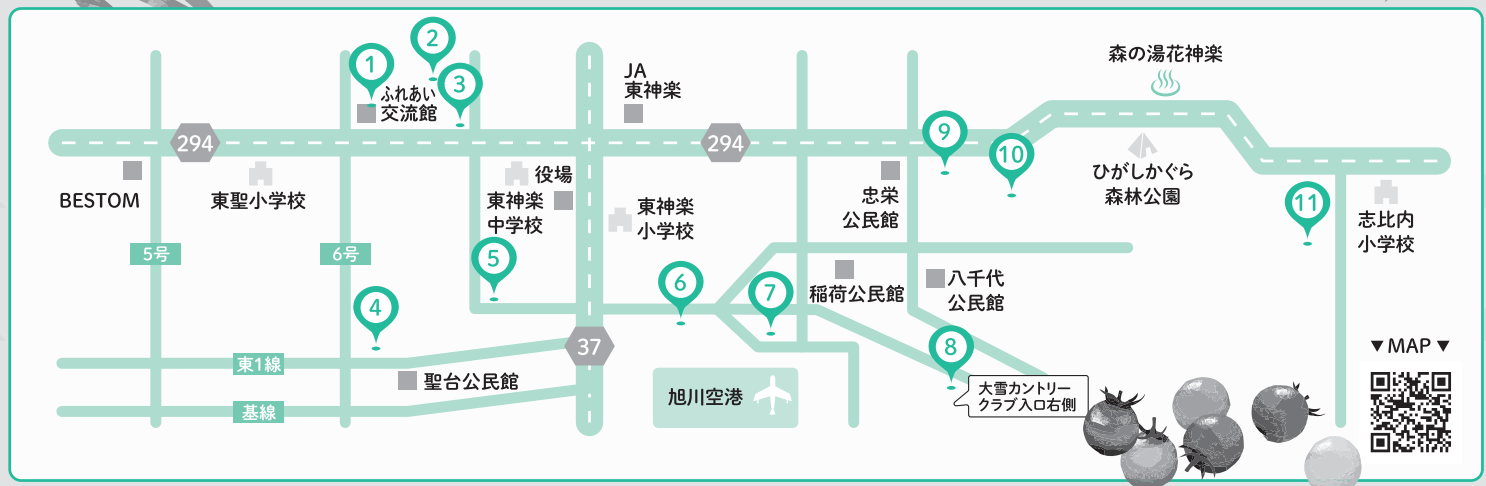 森の湯花神楽
2
1
3
JA
東神楽
ふれあい
交流館
294
294
9
10
BESTOM
東聖小学校
役場
東神楽
中学校
東神楽
小学校
忠栄
公民館
ひがしかぐら
森林公園
11
志比内
小学校
5号
6号
5
6
7
稲荷公民館
八千代
公民館
4
37
8
▼MAP▼
東1線
聖台公民館
旭川空港
大雪カントリー
クラブ入口右側
基線